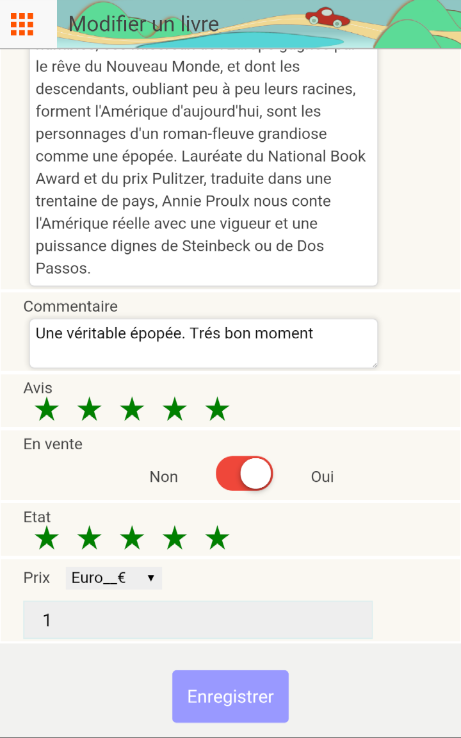 Modifier un livre
le rêve du Nouveau Monde, et dont les
descendants, oubliant peu à peu leurs racines,
forment l'Amérique d'aujourd'hui, sont les
personnages d'un roman-fleuve grandiose
comme une épopée. Lauréate du National Book
Award et du prix Pulitzer, traduite dans une
trentaine de pays, Annie Proulx nous conte
l'Amérique réelle avec une vigueur et une
puissance dignes de Steinbeck ou de Dos
Passos.
Commentaire
Une véritable épopée. Trés bon moment
Avis
En vente
Non Oui
Etat
Prix Euro__€
1
Enregistrer